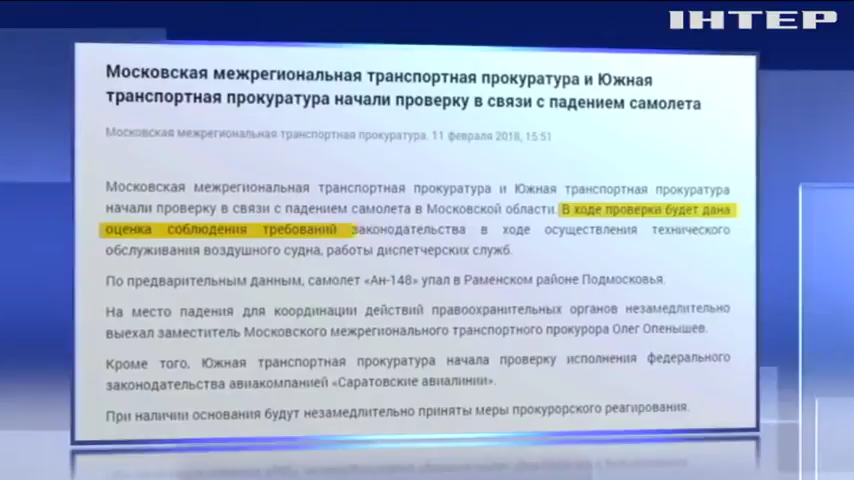 ІНТЕР
Московская межрегиональная транспортная прокуратура и Южная
транспортная прокуратура начали проверку в связи с падением самолета
Московская межрегиональная транспортная прокуратура. 11 февраля 2018, 15:51
Московская межрегиональная транспортная прокуратура и Южная транспортная прокуратура
начали проверку в связи с падением самолета в Московской области. В ходе проверки будет дана
оценка соблюдения требований законодательства в ходе осуществления технического
обслуживания воздушного судна, работы диспетчерских служб.
По предварительным данным, самолет «Ан-148» упал в Раменском районе Подмосковья.
На место падения для координации действий правоохранительных органов незамедлительно
выехал заместитель Московского межрегионального транспортного прокурора Олег Опенышев.
Кроме того, Южная транспортная прокуратура начала проверку исполнения федерального
законодательства авиакомпанией «Саратовские авиалинии».
При наличии основания будут незамедлительно приняты меры прокурорского реагирования.